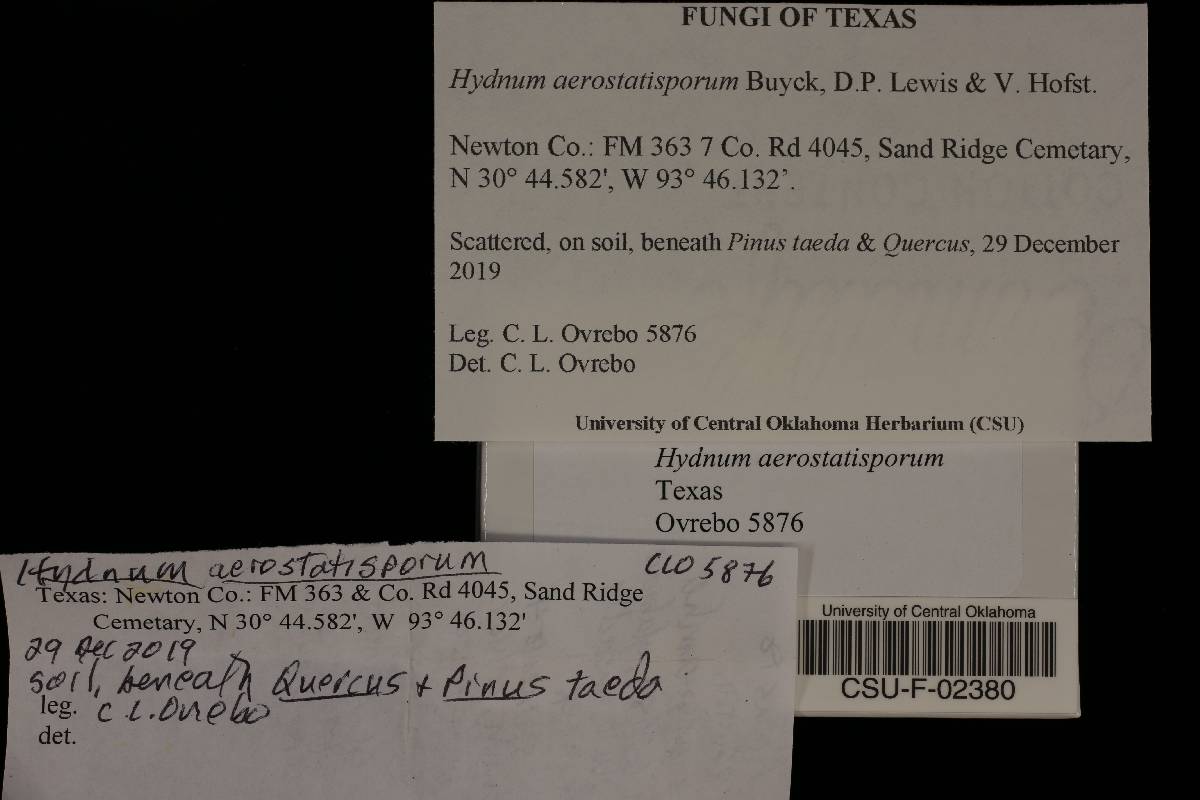 FUNGI OF TEXAS
Hydnum aerostatisporum Buyck, D.P. Lewis & V. Hofst.
Newton Co.: FM 363 7 Co. Rd 4045, Sand Ridge Cemetary,
N 30° 44.582', W 93° 46.132’.
Scattered, on soil, beneath Pinus taeda & Quercus, 29 December
2019
Leg. C. L. Ovrebo 5876
Det. C. L. Ovrebo
University of Central Oklahoma Herbarium (CSU)
Hydnum aerostatisporum
Texas
Ovrebo 5876
Hydnum aerostatisporum CLO 5876
Texas: Newton Co.: FM 363 & Co. Rd 4045, Sand Ridge
Cemetary, N 30° 44.582', W 93° 46.132'
29 Dec 2019
soil, beneath Quercus + Pinus taeda
leg. C L. Ovrebo
det.
University of Central Oklahoma
CSU-F-02380